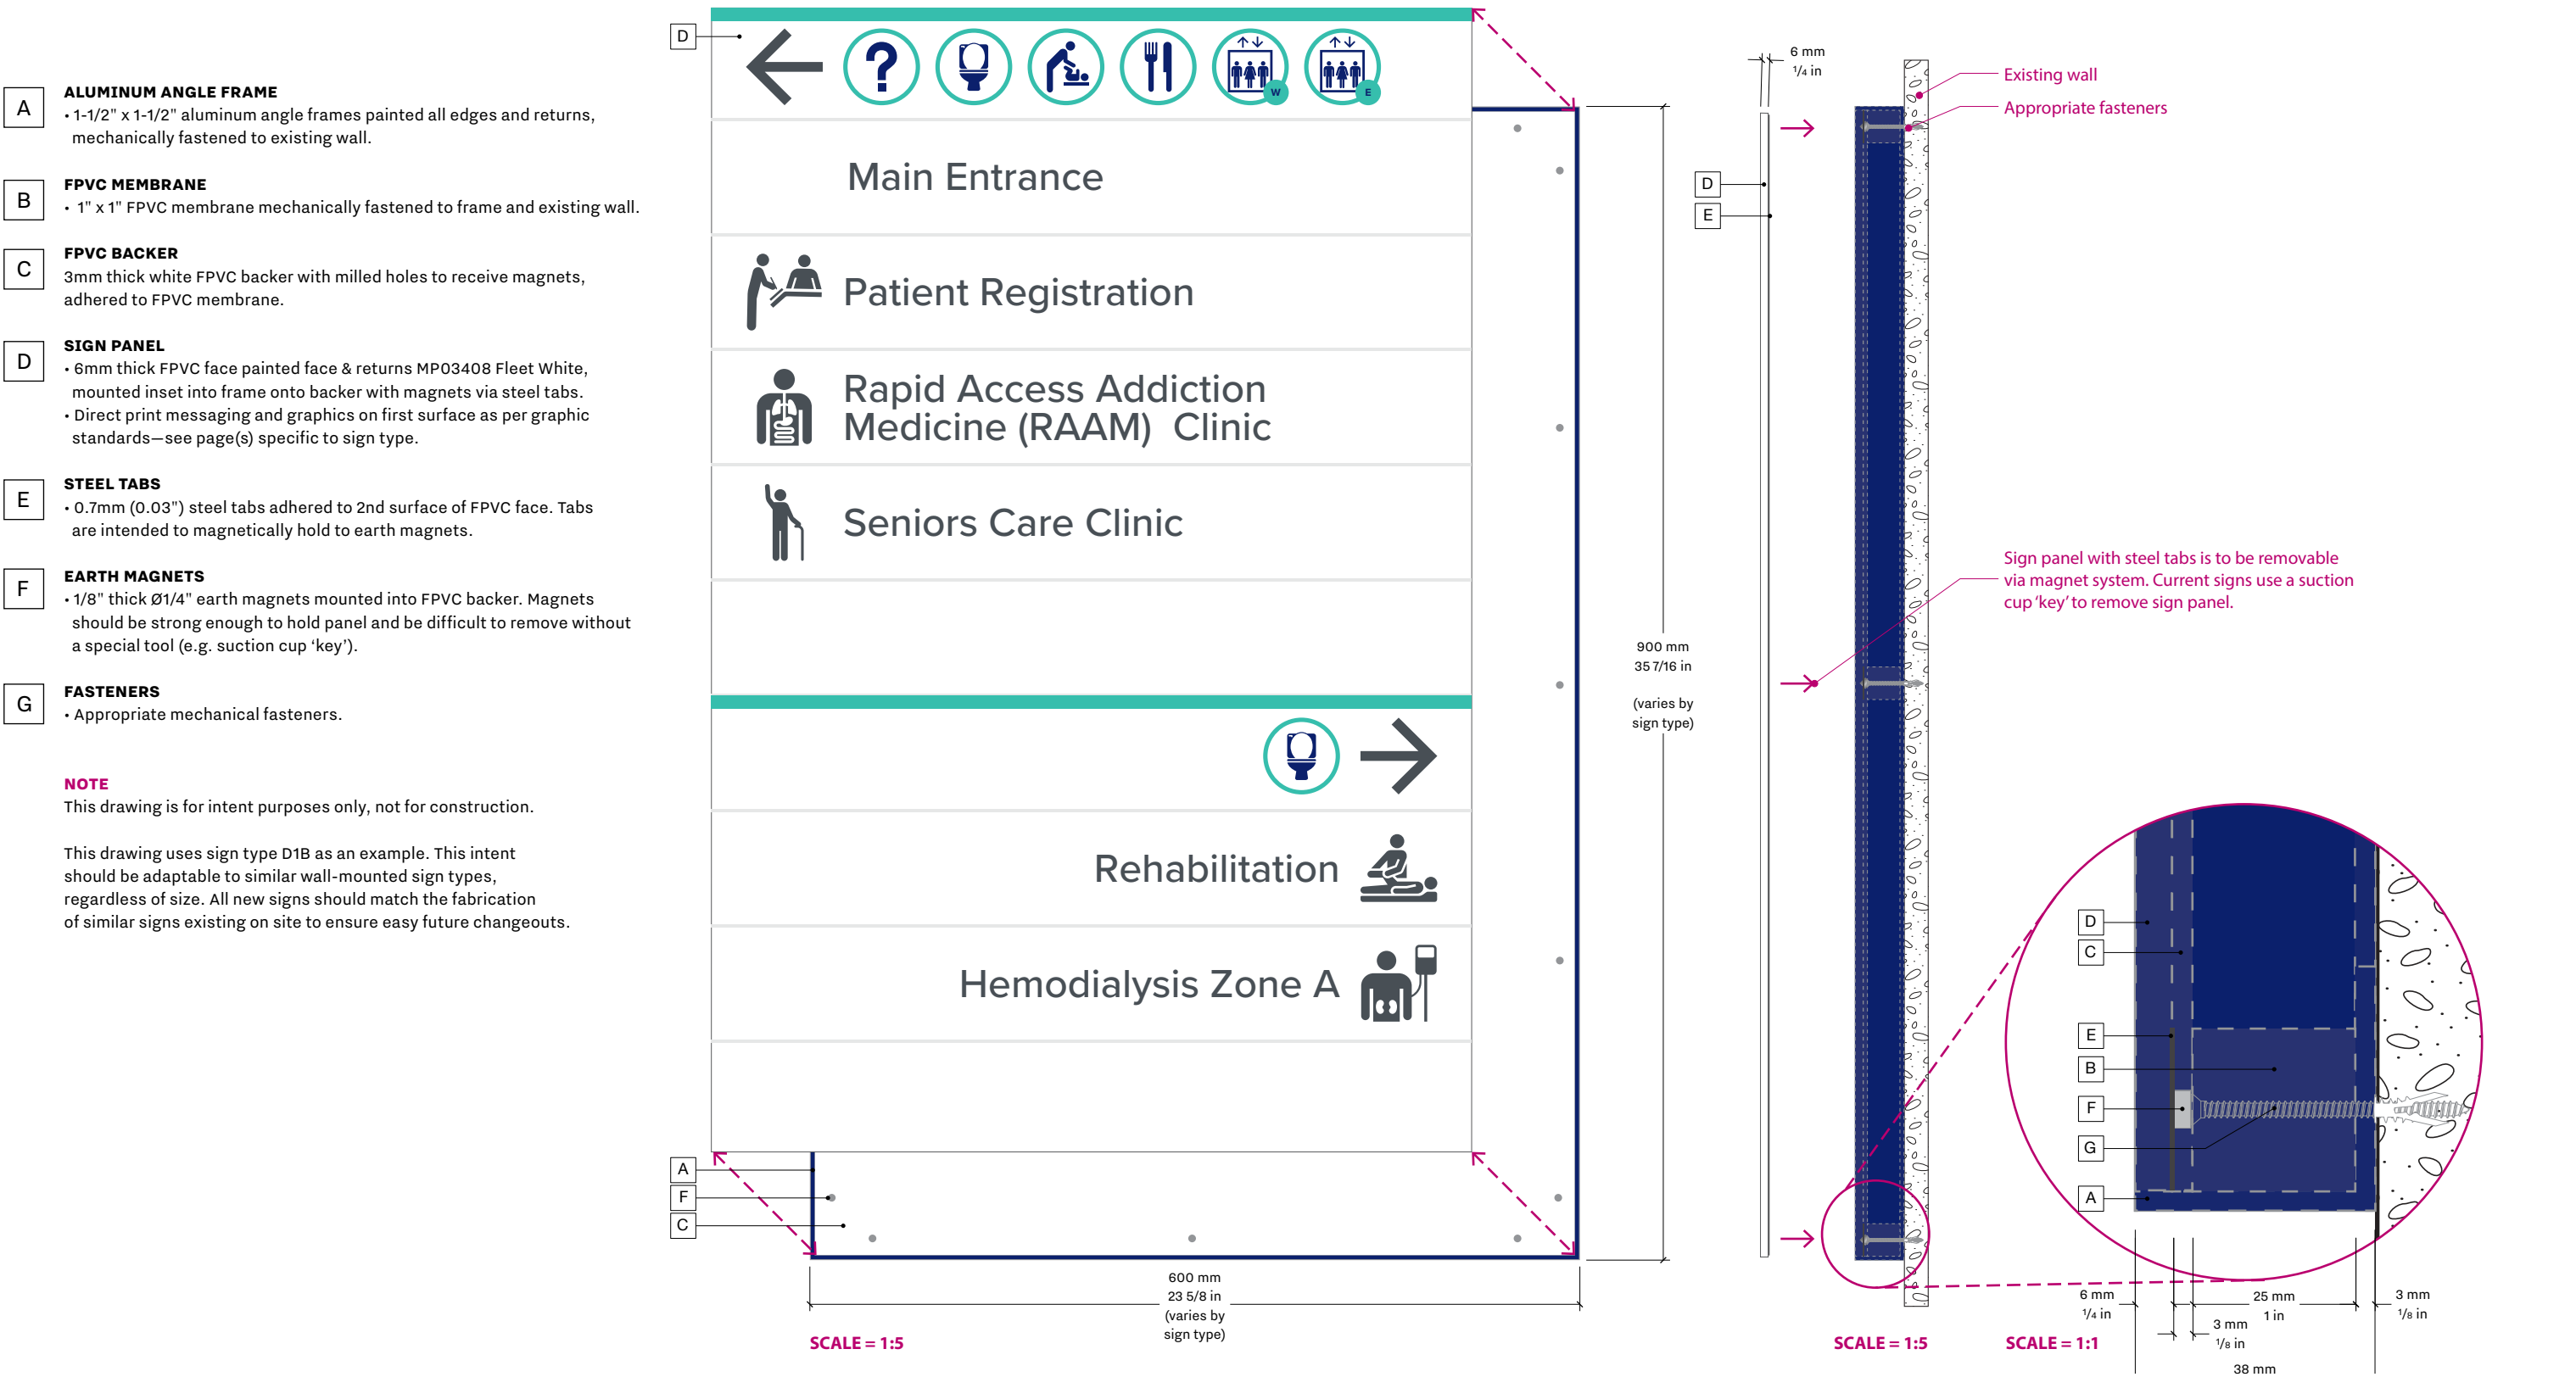 A
ALUMINUM ANGLE FRAME
• 1-1/2" x 1-1/2" aluminum angle frames painted all edges and returns,
mechanically fastened to existing wall.
B
FPVC MEMBRANE
• 1" x 1" FPVC membrane mechanically fastened to frame and existing wall.
C
FPVC BACKER
3mm thick white FPVC backer with milled holes to receive magnets,
adhered to FPVC membrane.
D
SIGN PANEL
• 6mm thick FPVC face painted face & returns MP03408 Fleet White,
mounted inset into frame onto backer with magnets via steel tabs.
• Direct print messaging and graphics on first surface as per graphic
standards—see page(s) specific to sign type.
E
STEEL TABS
• 0.7mm (0.03") steel tabs adhered to 2nd surface of FPVC face. Tabs
are intended to magnetically hold to earth magnets.
F
EARTH MAGNETS
• 1/8" thick Ø1/4" earth magnets mounted into FPVC backer. Magnets
should be strong enough to hold panel and be difficult to remove without
a special tool (e.g. suction cup ‘key’).
G
FASTENERS
• Appropriate mechanical fasteners.
NOTE
This drawing is for intent purposes only, not for construction.
This drawing uses sign type D1B as an example. This intent
should be adaptable to similar wall-mounted sign types,
regardless of size. All new signs should match the fabrication
of similar signs existing on site to ensure easy future changeouts.
D
?
W
E
Main Entrance
Patient Registration
Rapid Access Addiction
Medicine (RAAM) Clinic
Seniors Care Clinic
Rehabilitation
Hemodialysis Zone A
A
F
C
600 mm
23 5/8 in
(varies by
sign type)
SCALE = 1:5
900 mm
35 7/16 in
(varies by
sign type)
6 mm
1/4 in
D
E
Existing wall
Appropriate fasteners
Sign panel with steel tabs is to be removable
via magnet system. Current signs use a suction
cup ‘key’ to remove sign panel.
D
C
E
B
F
G
A
6 mm
1/4 in
3 mm
1/8 in
25 mm
1 in
3 mm
1/8 in
38 mm
SCALE = 1:5
SCALE = 1:1